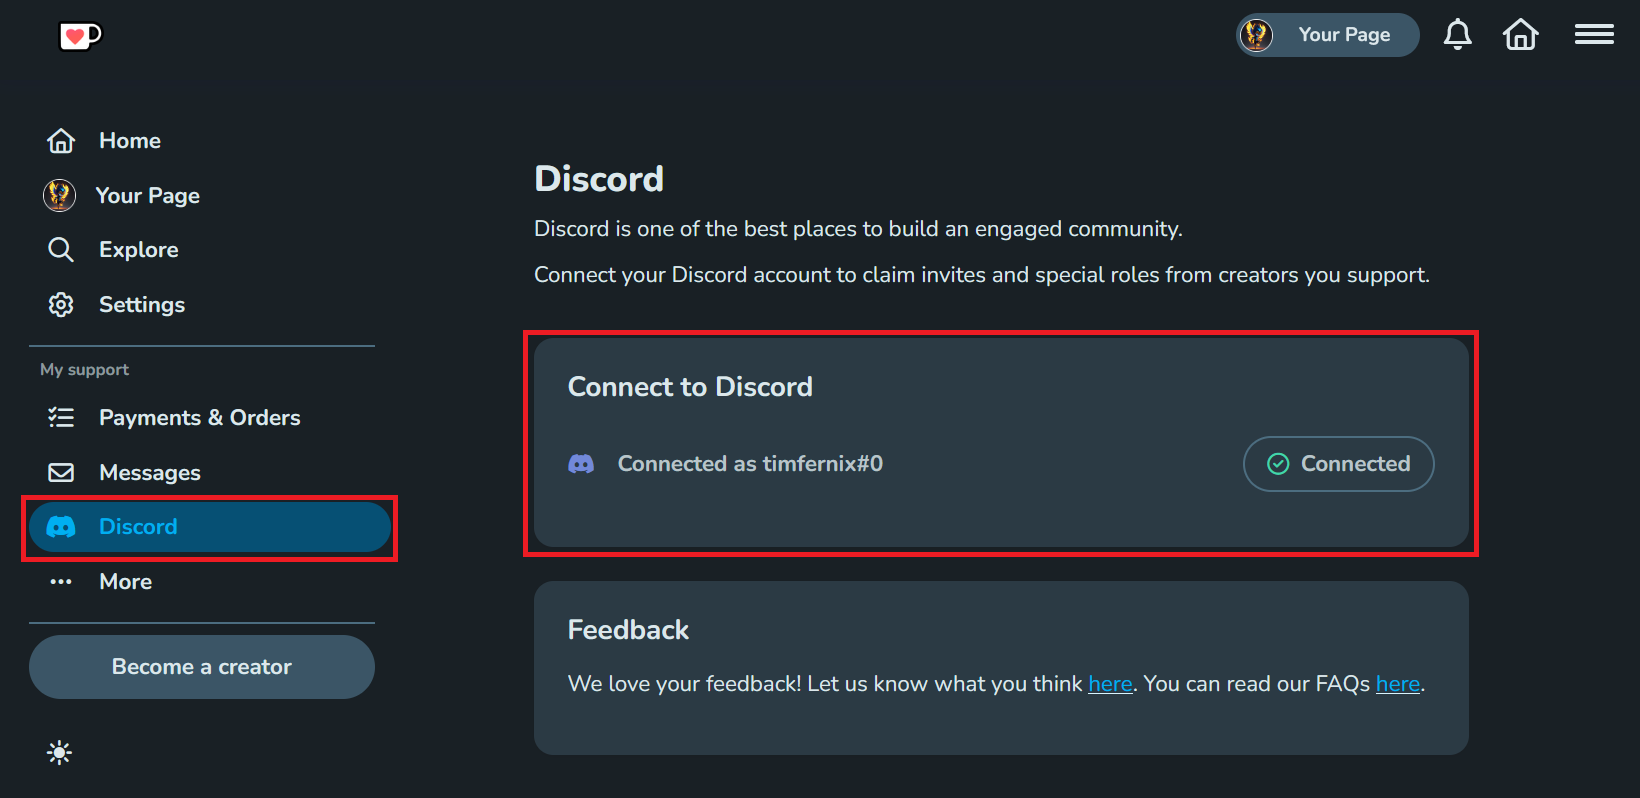 Your Page
Home
Your Page
Explore
Settings
My support
Payments & Orders
Messages
Discord
More
Become a creator
Discord
Discord is one of the best places to build an engaged community.
Connect your Discord account to claim invites and special roles from creators you support.
Connect to Discord
Connected as timfernix#0
Connected
Feedback
We love your feedback! Let us know what you think here. You can read our FAQs here.